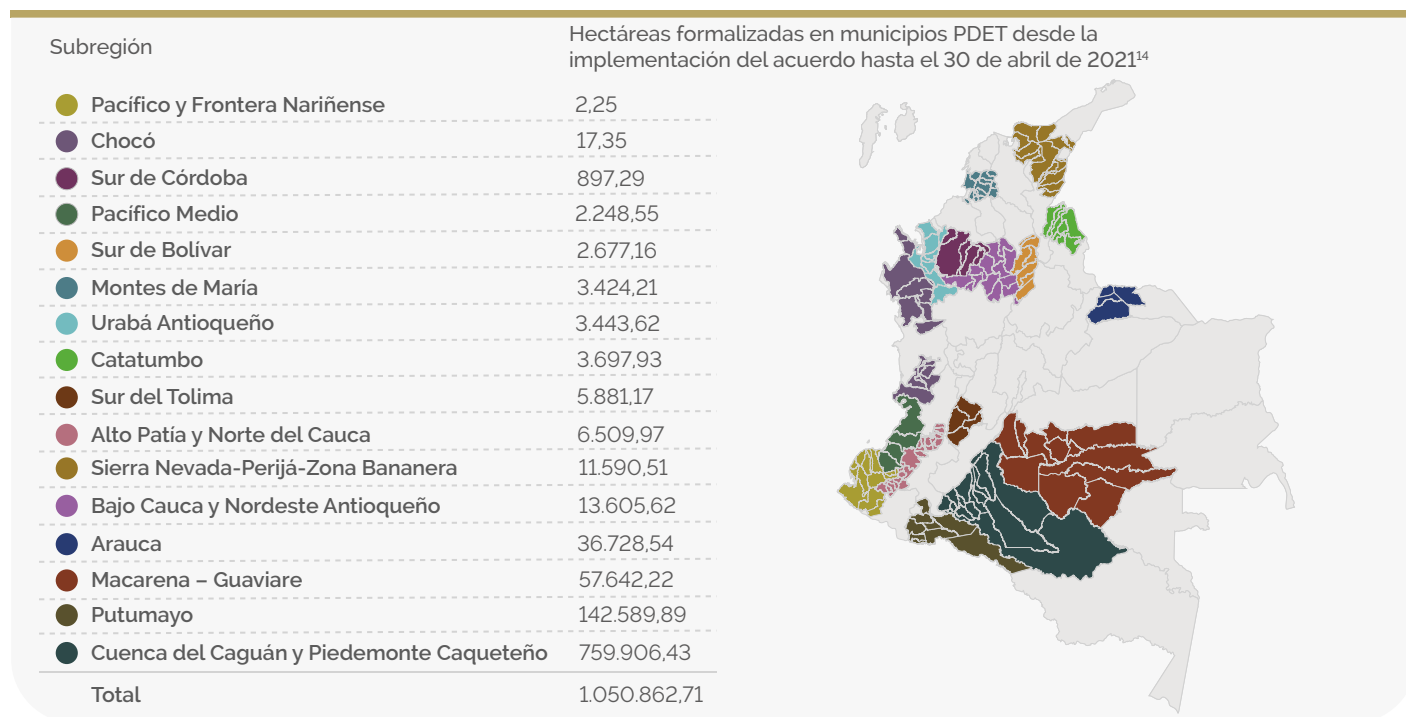 Subregión
Hectáreas formalizadas en municipios PDET desde la
implementación del acuerdo hasta el 30 de abril de 2021¹⁴
Pacífico y Frontera Nariñense 2,25
Chocó 17,35
Sur de Córdoba 897,29
Pacífico Medio 2.248,55
Sur de Bolívar 2.677,16
Montes de María 3.424,21
Urabá Antioqueño 3.443,62
Catatumbo 3.697,93
Sur del Tolima 5.881,17
Alto Patía y Norte del Cauca 6.509,97
Sierra Nevada-Perijá-Zona Bananera 11.590,51
Bajo Cauca y Nordeste Antioqueño 13.605,62
Arauca 36.728,54
Macarena – Guaviare 57.642,22
Putumayo 142.589,89
Cuenca del Caguán y Piedemonte Caqueteño 759.906,43
Total 1.050.862,71